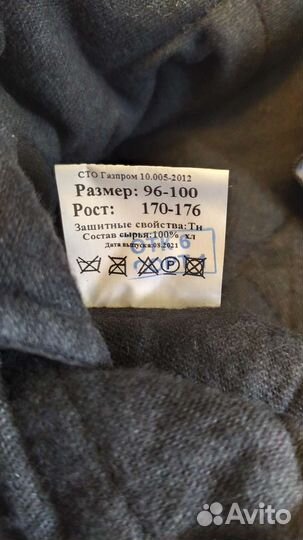 СТО Газпром 10.005-2012
Размер: 96-100
Рост: 170-176
Защитные свойства: Тн
Состав сырья:100% хл
Дата выпуска:08.2021
P
Avito